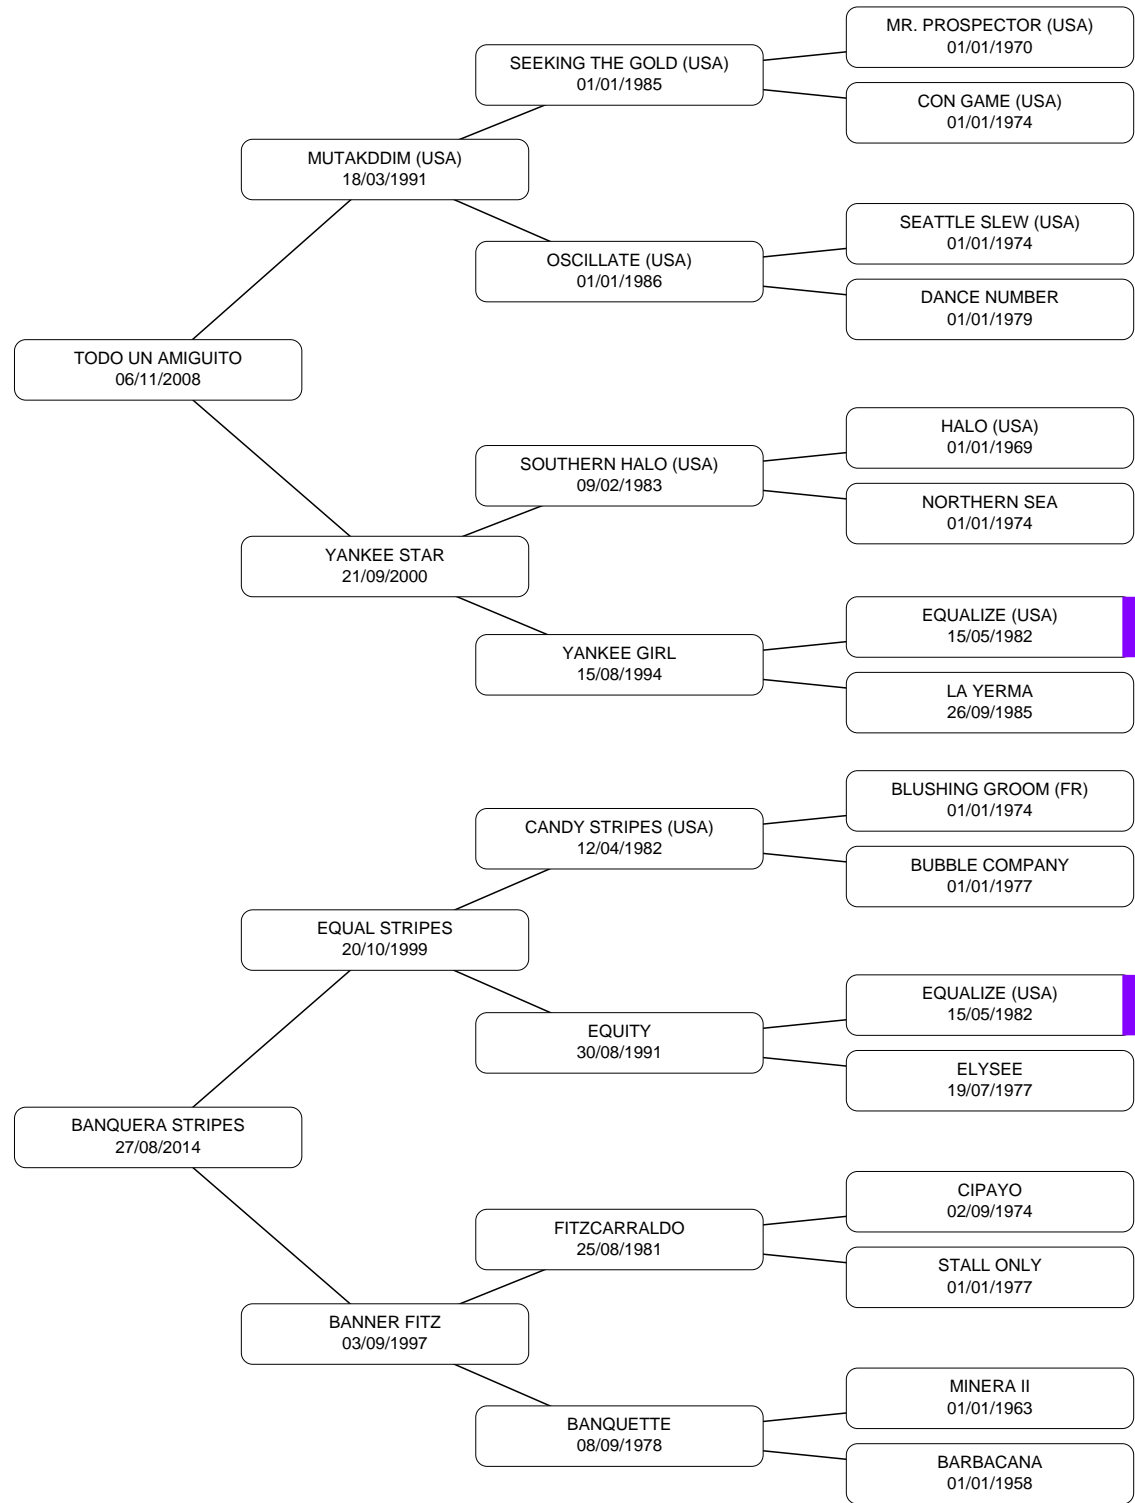 MR. PROSPECTOR (USA)
01/01/1970
SEEKING THE GOLD (USA)
01/01/1985
CON GAME (USA)
01/01/1974
MUTAKDDIM (USA)
18/03/1991
SEATTLE SLEW (USA)
01/01/1974
OSCILLATE (USA)
01/01/1986
DANCE NUMBER
01/01/1979
TODO UN AMIGUITO
06/11/2008
HALO (USA)
01/01/1969
SOUTHERN HALO (USA)
09/02/1983
NORTHERN SEA
01/01/1974
YANKEE STAR
21/09/2000
EQUALIZE (USA)
15/05/1982
YANKEE GIRL
15/08/1994
LA YERMA
26/09/1985
BLUSHING GROOM (FR)
01/01/1974
CANDY STRIPES (USA)
12/04/1982
BUBBLE COMPANY
01/01/1977
EQUAL STRIPES
20/10/1999
EQUALIZE (USA)
15/05/1982
EQUITY
30/08/1991
ELYSEE
19/07/1977
BANQUERA STRIPES
27/08/2014
CIPAYO
02/09/1974
FITZCARRALDO
25/08/1981
STALL ONLY
01/01/1977
BANNER FITZ
03/09/1997
MINERA II
01/01/1963
BANQUETTE
08/09/1978
BARBACANA
01/01/1958